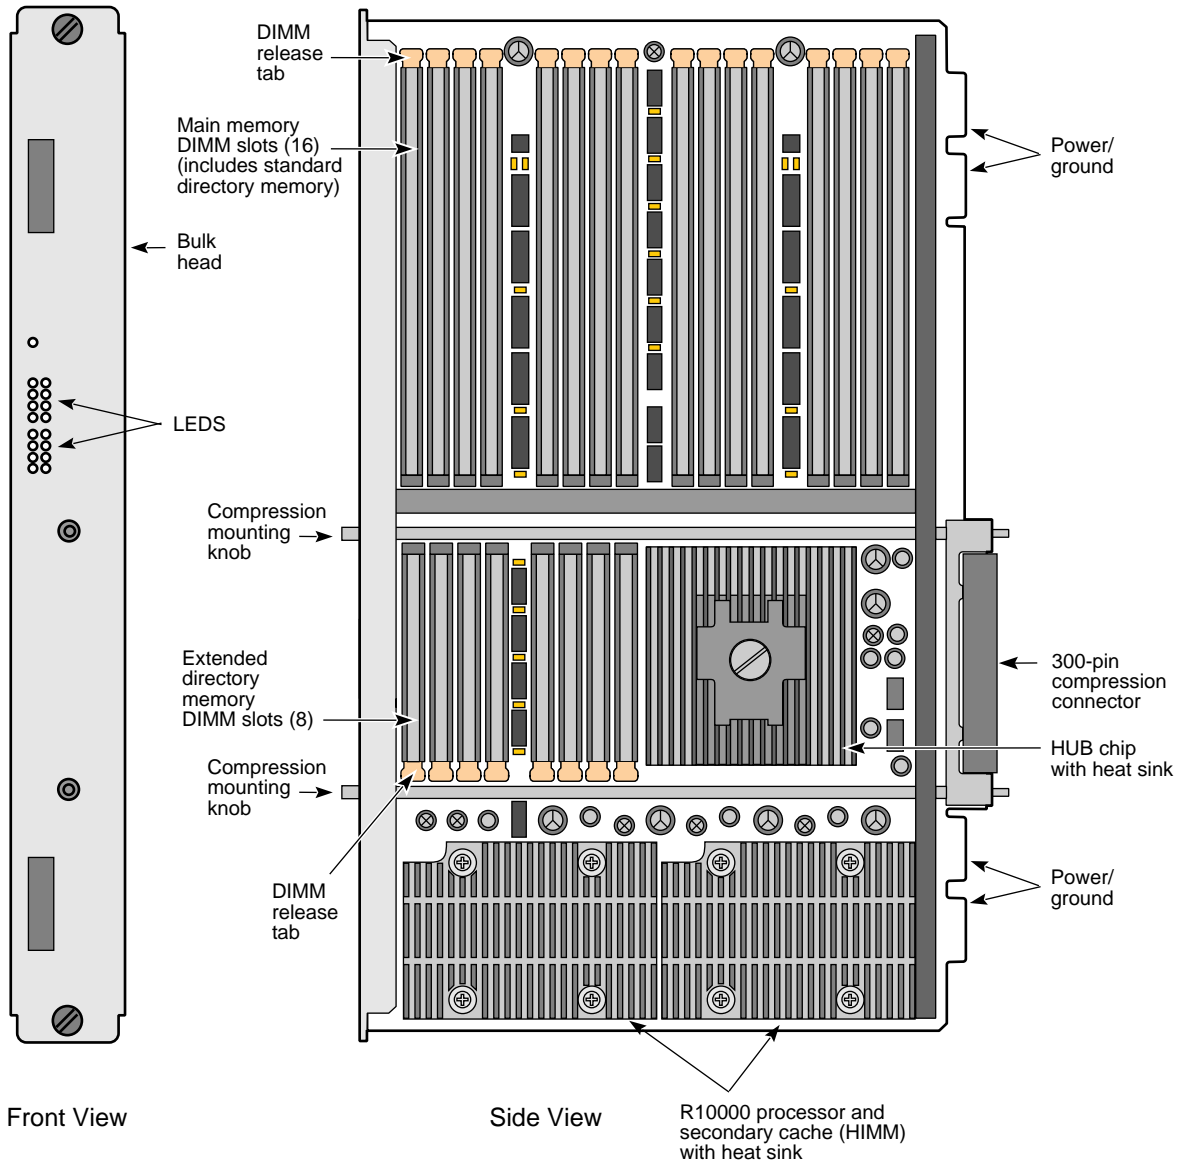 DIMM
release
tab
Main memory
DIMM slots (16)
(includes standard
directory memory)
Power/
ground
Bulk
head
LEDS
Compression
mounting
knob
Extended
directory
memory
DIMM slots (8)
300-pin
compression
connector
HUB chip
with heat sink
Compression
mounting
knob
DIMM
release
tab
Power/
ground
Front View
Side View
R10000 processor and
secondary cache (HIMM)
with heat sink